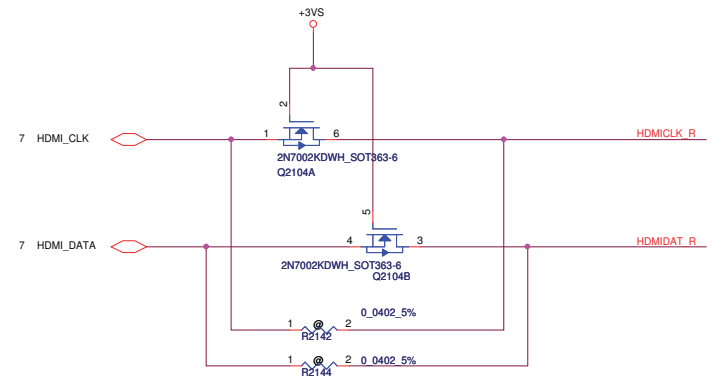 +3VS
2
7 HDMI_CLK
1
6
HDMICLK_R
2N7002KDWH_SOT363-6
Q2104A
5
7 HDMI_DATA
4
3
HDMIDAT_R
2N7002KDWH_SOT363-6
Q2104B
0_0402_5%
1 @ 2
R2142
1 @ 2 0_0402_5%
R2144